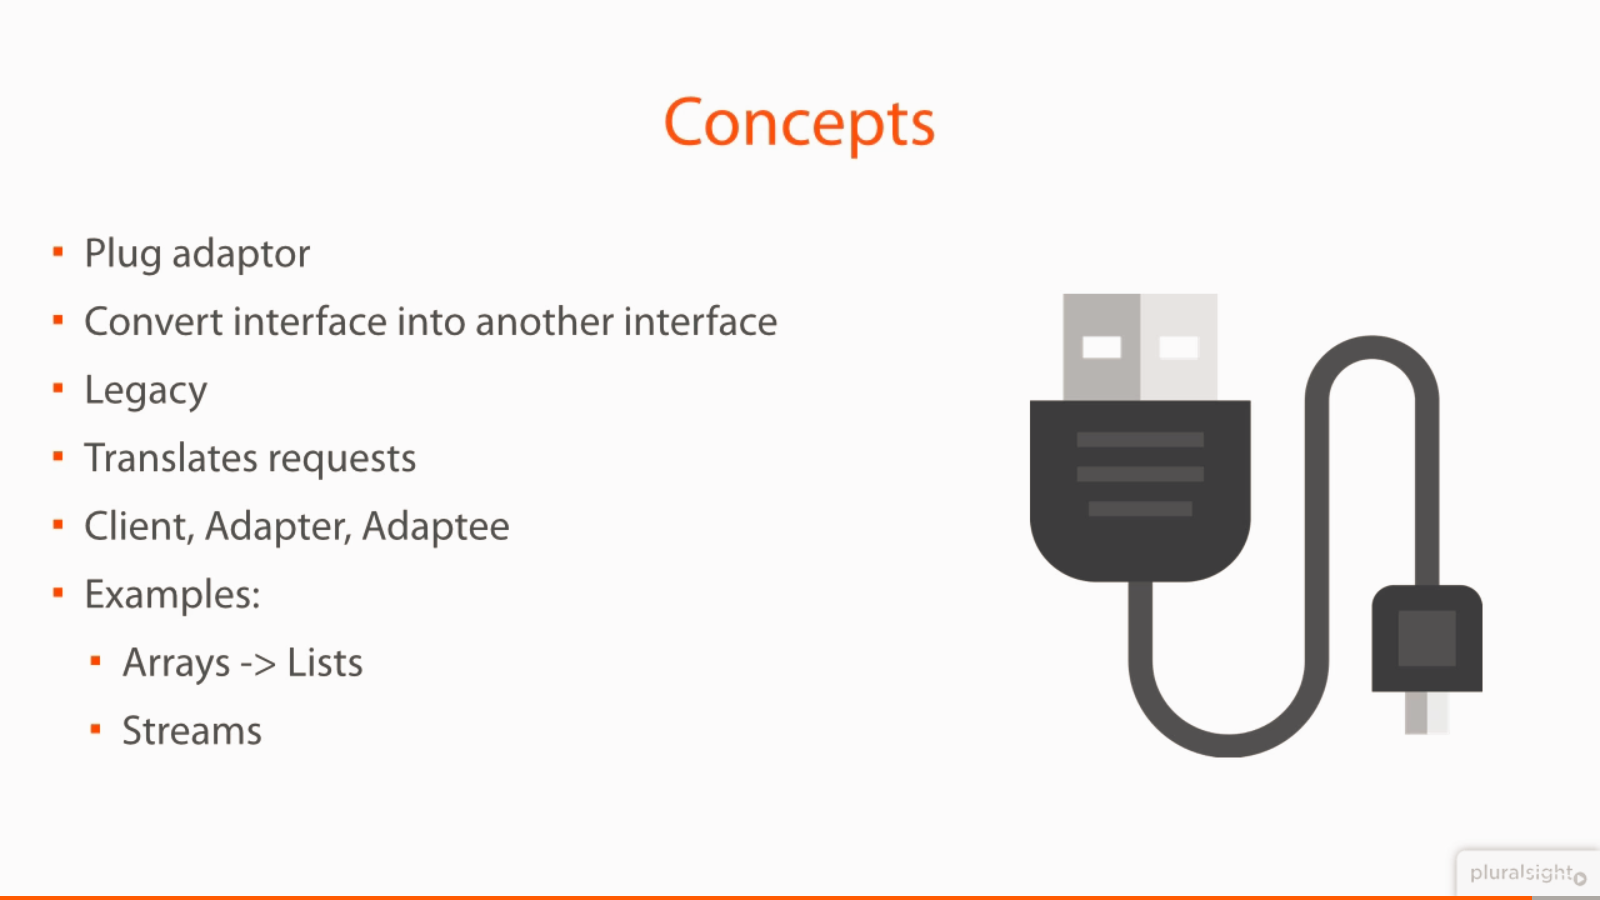 Concepts
▪ Plug adaptor
▪ Convert interface into another interface
▪ Legacy
▪ Translates requests
▪ Client, Adapter, Adaptee
▪ Examples:
▪ Arrays -> Lists
▪ Streams
pluralsight